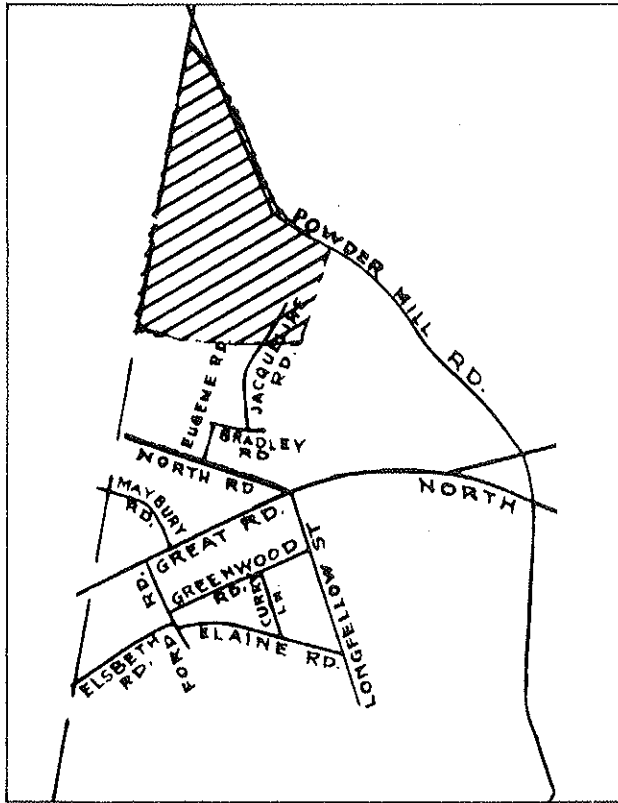 POWDER MILL RD.
JACQUELINE
RD.
EUGENE RD
BRADLEY
RD
NORTH RD
NORTH
MAYBURY
RD.
GREAT RD.
GREENWOOD
RD.
CURRY
LN.
FORD RD.
ELSBETH
RD.
ELAINE RD.
LONGFELLOW ST